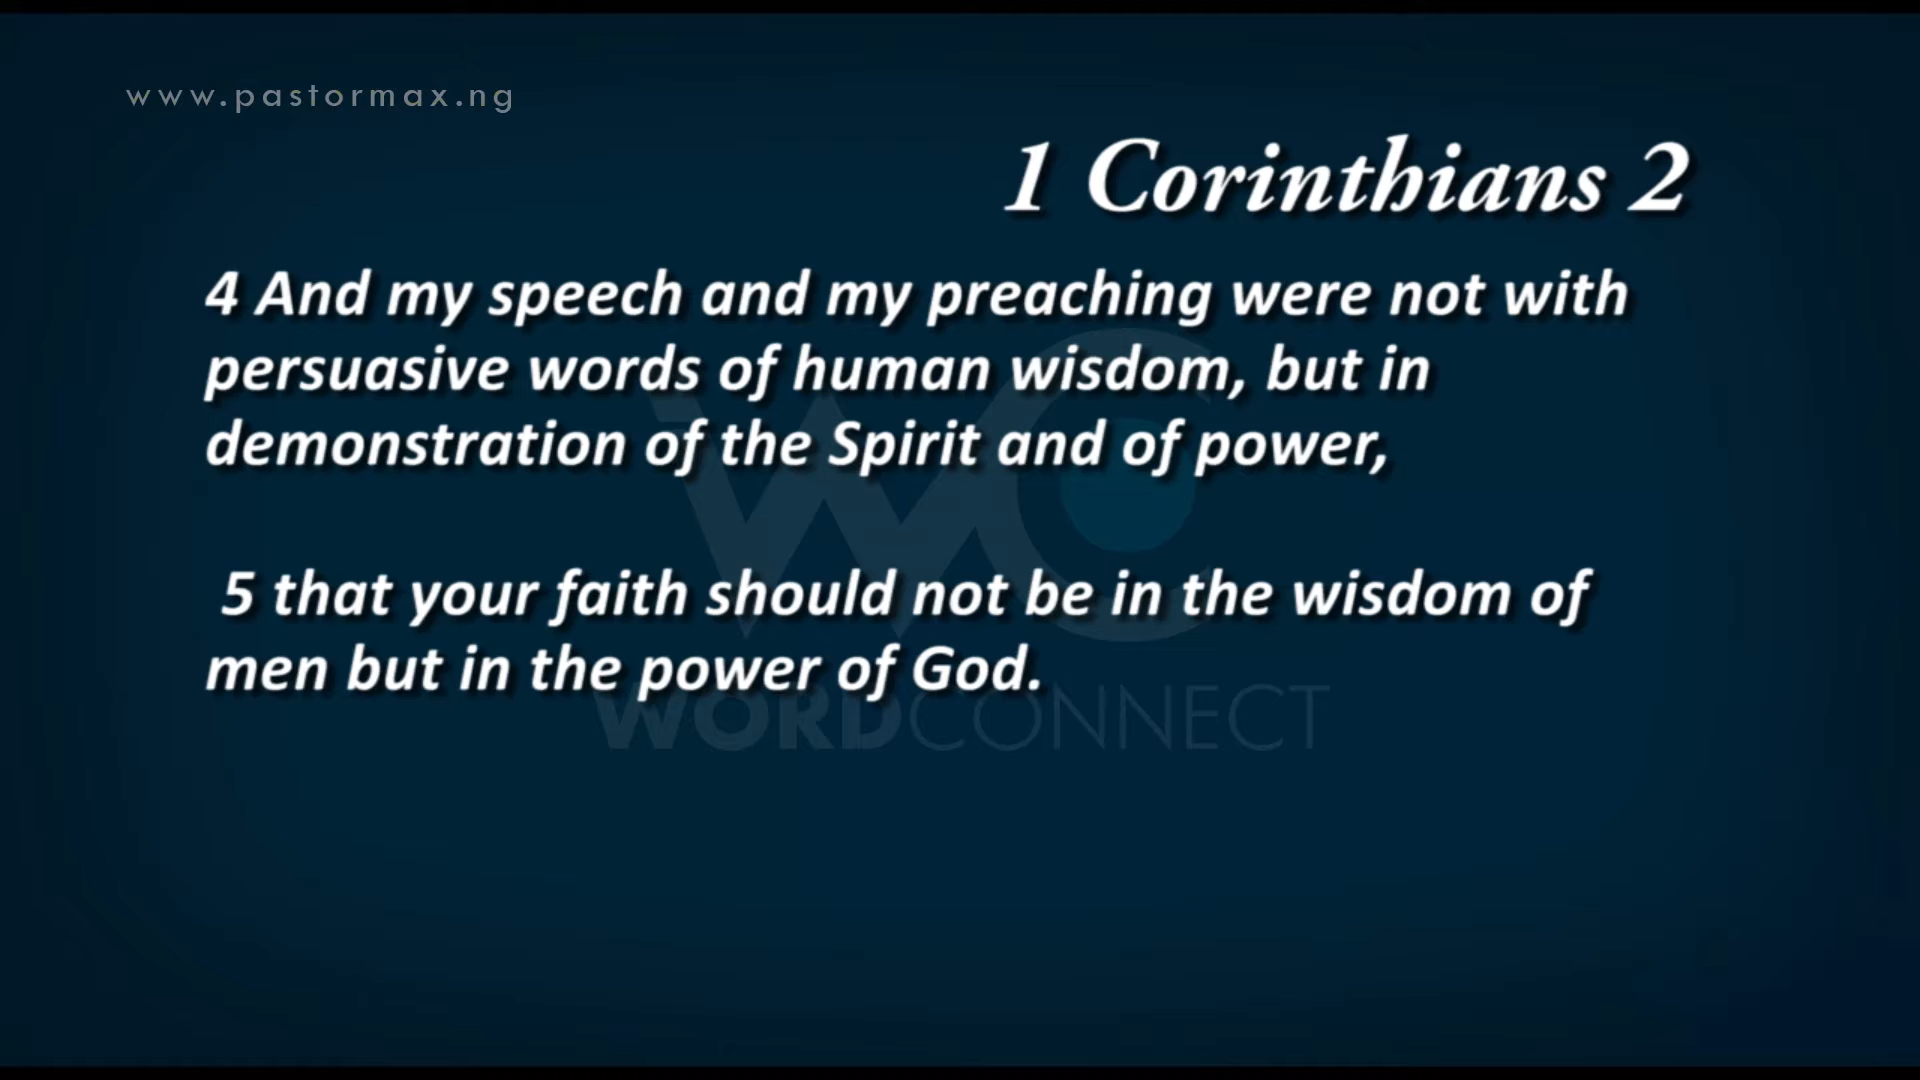 www.pastormax.ng
1 Corinthians 2
4 And my speech and my preaching were not with
persuasive words of human wisdom, but in
demonstration of the Spirit and of power,
5 that your faith should not be in the wisdom of
men but in the power of God.
WC
WORDCONNECT